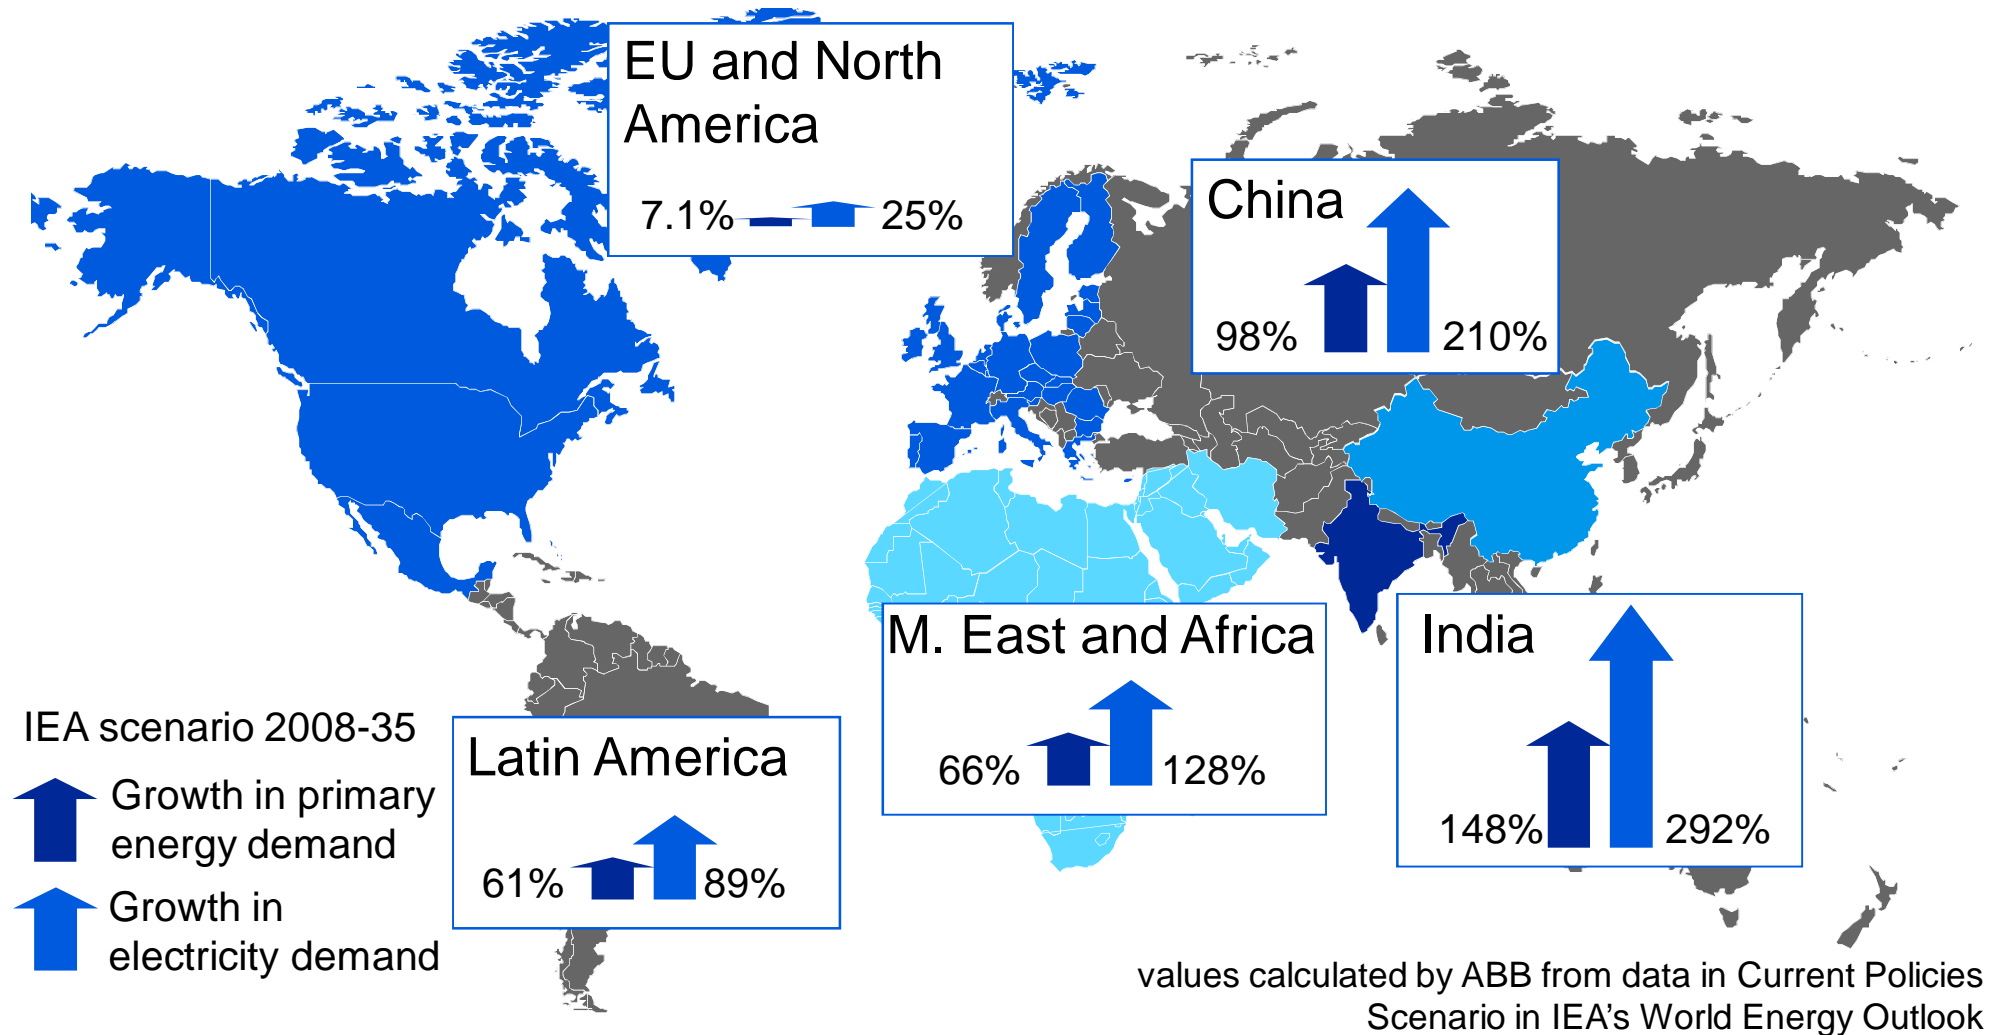 EU and North
America
7.1%
25%
China
98%
210%
M. East and Africa
66%
128%
India
148%
292%
Latin America
61%
89%
IEA scenario 2008-35
Growth in primary
energy demand
Growth in
electricity demand
values calculated by ABB from data in Current Policies
Scenario in IEA's World Energy Outlook